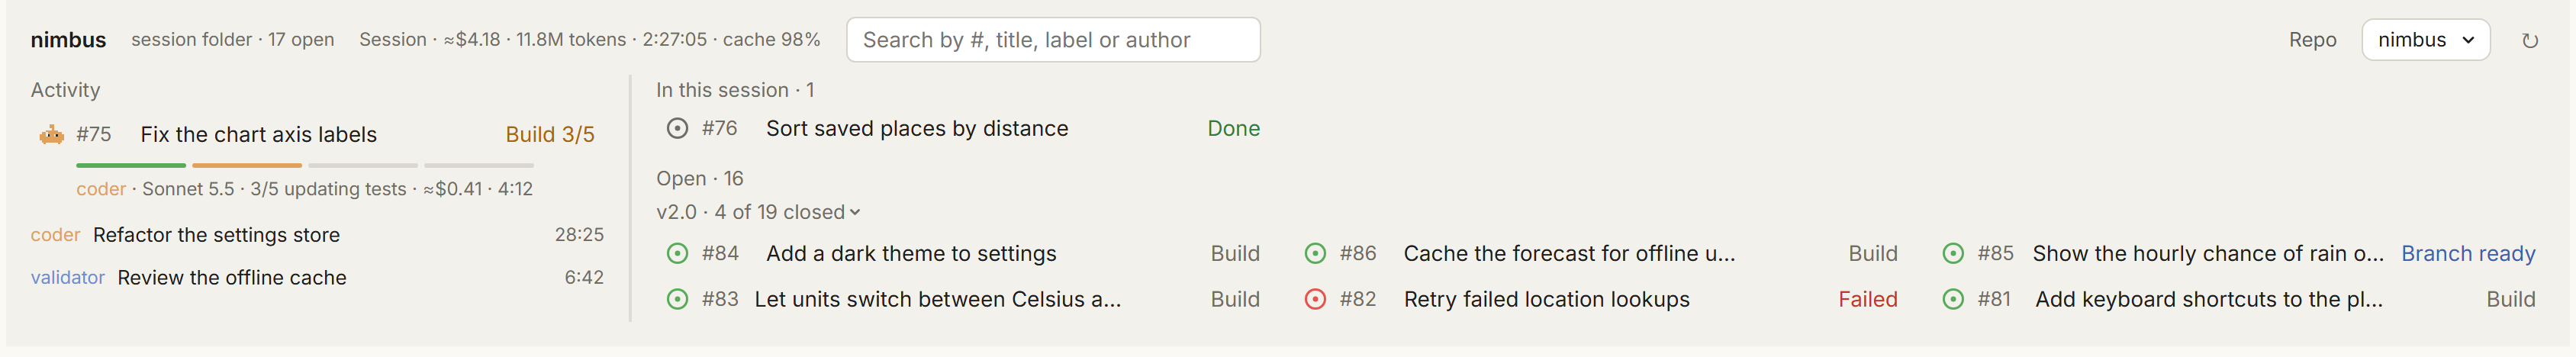 nimbus session folder · 17 open Session · ≈$4.18 · 11.8M tokens · 2:27:05 · cache 98% Search by #, title, label or author Repo nimbus
Activity
#75 Fix the chart axis labels Build 3/5
coder · Sonnet 5.5 · 3/5 updating tests · ≈$0.41 · 4:12
coder Refactor the settings store 28:25
validator Review the offline cache 6:42
In this session · 1
#76 Sort saved places by distance Done
Open · 16
v2.0 · 4 of 19 closed
#84 Add a dark theme to settings Build
#86 Cache the forecast for offline u...
Build
#85 Show the hourly chance of rain o... Branch ready
#83 Let units switch between Celsius a... Build
#82 Retry failed location lookups Failed
#81 Add keyboard shortcuts to the pl... Build